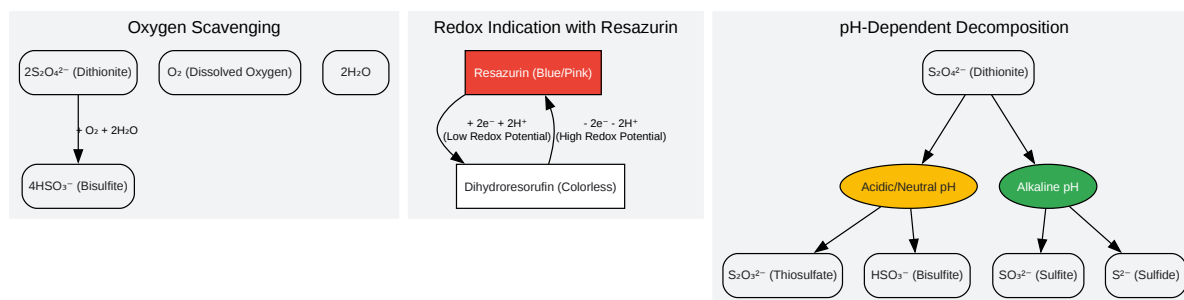 Oxygen Scavenging
2S₂O₄²⁻ (Dithionite)
O₂ (Dissolved Oxygen)
2H₂O
+ O₂ + 2H₂O
4HSO₃⁻ (Bisulfite)
Redox Indication with Resazurin
Resazurin (Blue/Pink)
+ 2e⁻ + 2H⁺
(Low Redox Potential)
- 2e⁻ - 2H⁺
(High Redox Potential)
Dihydroresorufin (Colorless)
pH-Dependent Decomposition
S₂O₄²⁻ (Dithionite)
Acidic/Neutral pH
Alkaline pH
S₂O₃²⁻ (Thiosulfate)
HSO₃⁻ (Bisulfite)
SO₃²⁻ (Sulfite)
S²⁻ (Sulfide)